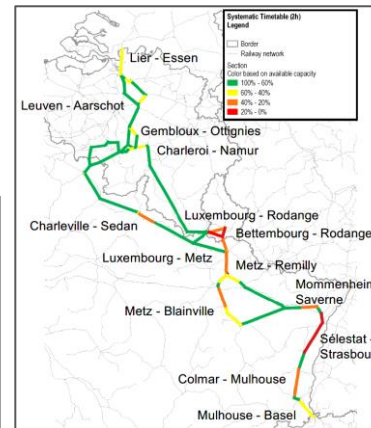 Systematic Timetable (2h)
Legend
Border
Railway network
Section
Color based on available capacity
100% - 60%
60% - 40%
40% - 20%
20% - 0%
Lier - Essen
Leuven - Aarschot
Gembloux - Ottignies
Charleroi - Namur
Luxembourg - Rodange
Charleville - Sedan
Bettembourg - Rodange
Luxembourg - Metz
Metz - Remilly
Mommenheim
Saverne
Metz - Blainville
Sélestat -
Strasbou
Colmar - Mulhouse
Mulhouse - Basel